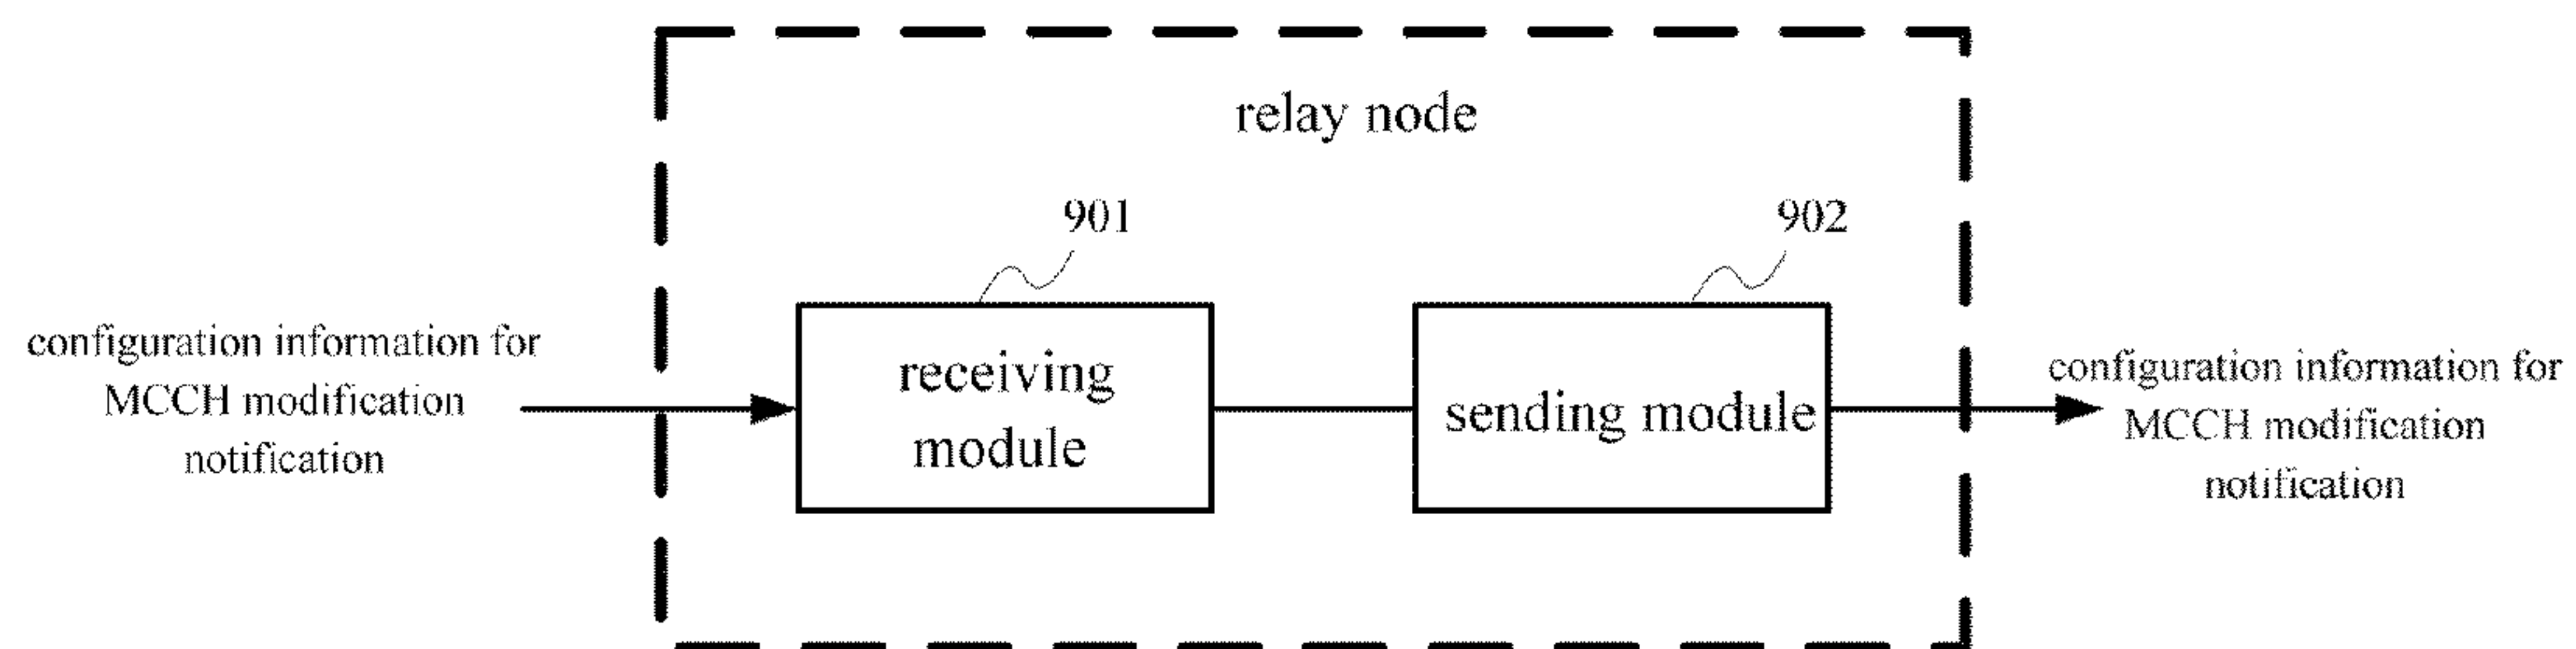 relay node
901
902
configuration information for
MCCH modification
notification
receiving
module
sending module
configuration information for
MCCH modification
notification